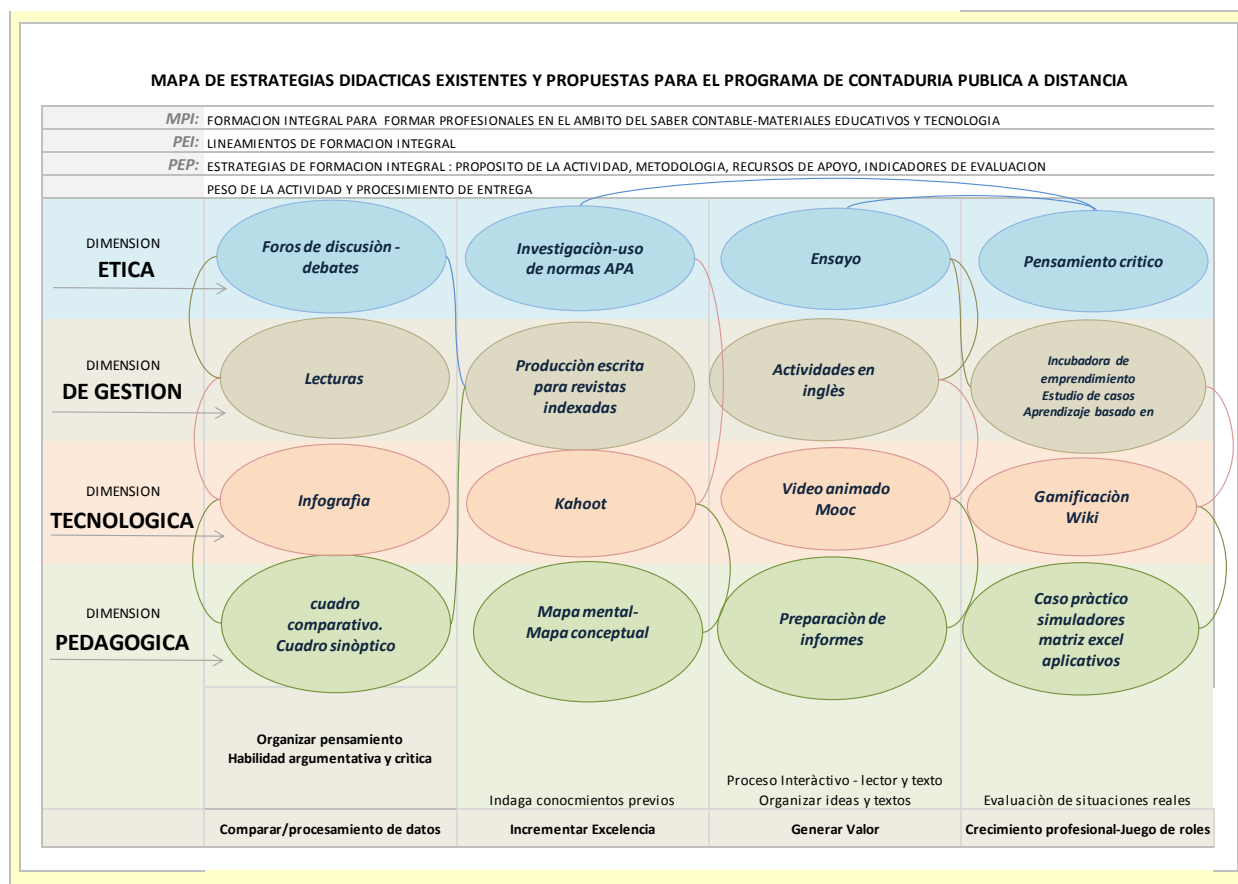 MAPA DE ESTRATEGIAS DIDACTICAS EXISTENTES Y PROPUESTAS PARA EL PROGRAMA DE CONTADURIA PUBLICA A DISTANCIA
MPI: FORMACION INTEGRAL PARA FORMAR PROFESIONALES EN EL AMBITO DEL SABER CONTABLE-MATERIALES EDUCATIVOS Y TECNOLOGIA
PEI: LINEAMIENTOS DE FORMACION INTEGRAL
PEP: ESTRATEGIAS DE FORMACION INTEGRAL : PROPOSITO DE LA ACTIVIDAD, METODOLOGIA, RECURSOS DE APOYO, INDICADORES DE EVALUACION
PESO DE LA ACTIVIDAD Y PROCESIMIENTO DE ENTREGA
DIMENSION
ETICA
Foros de discusiòn -
debates
Investigaciòn-uso
de normas APA
Ensayo
Pensamiento critico
DIMENSION
DE GESTION
Lecturas
Producciòn escrita
para revistas
indexadas
Actividades en
inglès
Incubadora de
emprendimiento
Estudio de casos
Aprendizaje basado en
DIMENSION
TECNOLOGICA
Infografìa
Kahoot
Video animado
Mooc
Gamificaciòn
Wiki
DIMENSION
PEDAGOGICA
cuadro
comparativo.
Cuadro sinòptico
Mapa mental-
Mapa conceptual
Preparaciòn de
informes
Caso pràctico
simuladores
matriz excel
aplicativos
Organizar pensamiento
Habilidad argumentativa y crìtica
Indaga conocmientos previos
Proceso Interàctivo - lector y texto
Organizar ideas y textos
Evaluaciòn de situaciones reales
Comparar/procesamiento de datos
Incrementar Excelencia
Generar Valor
Crecimiento profesional-Juego de roles